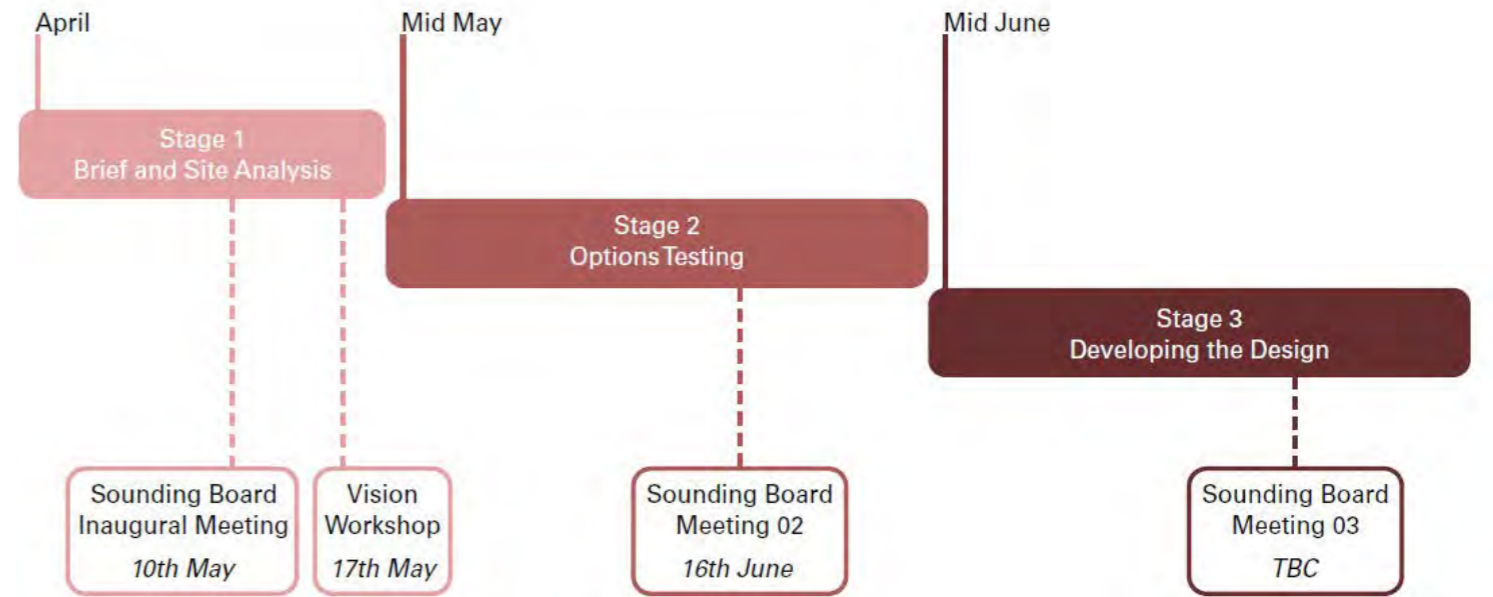 April
Mid May
Mid June
Stage 1
Brief and Site Analysis
Stage 2
Options Testing
Stage 3
Developing the Design
Sounding Board
Inaugural Meeting
10th May
Vision
Workshop
17th May
Sounding Board
Meeting 02
16th June
Sounding Board
Meeting 03
TBC